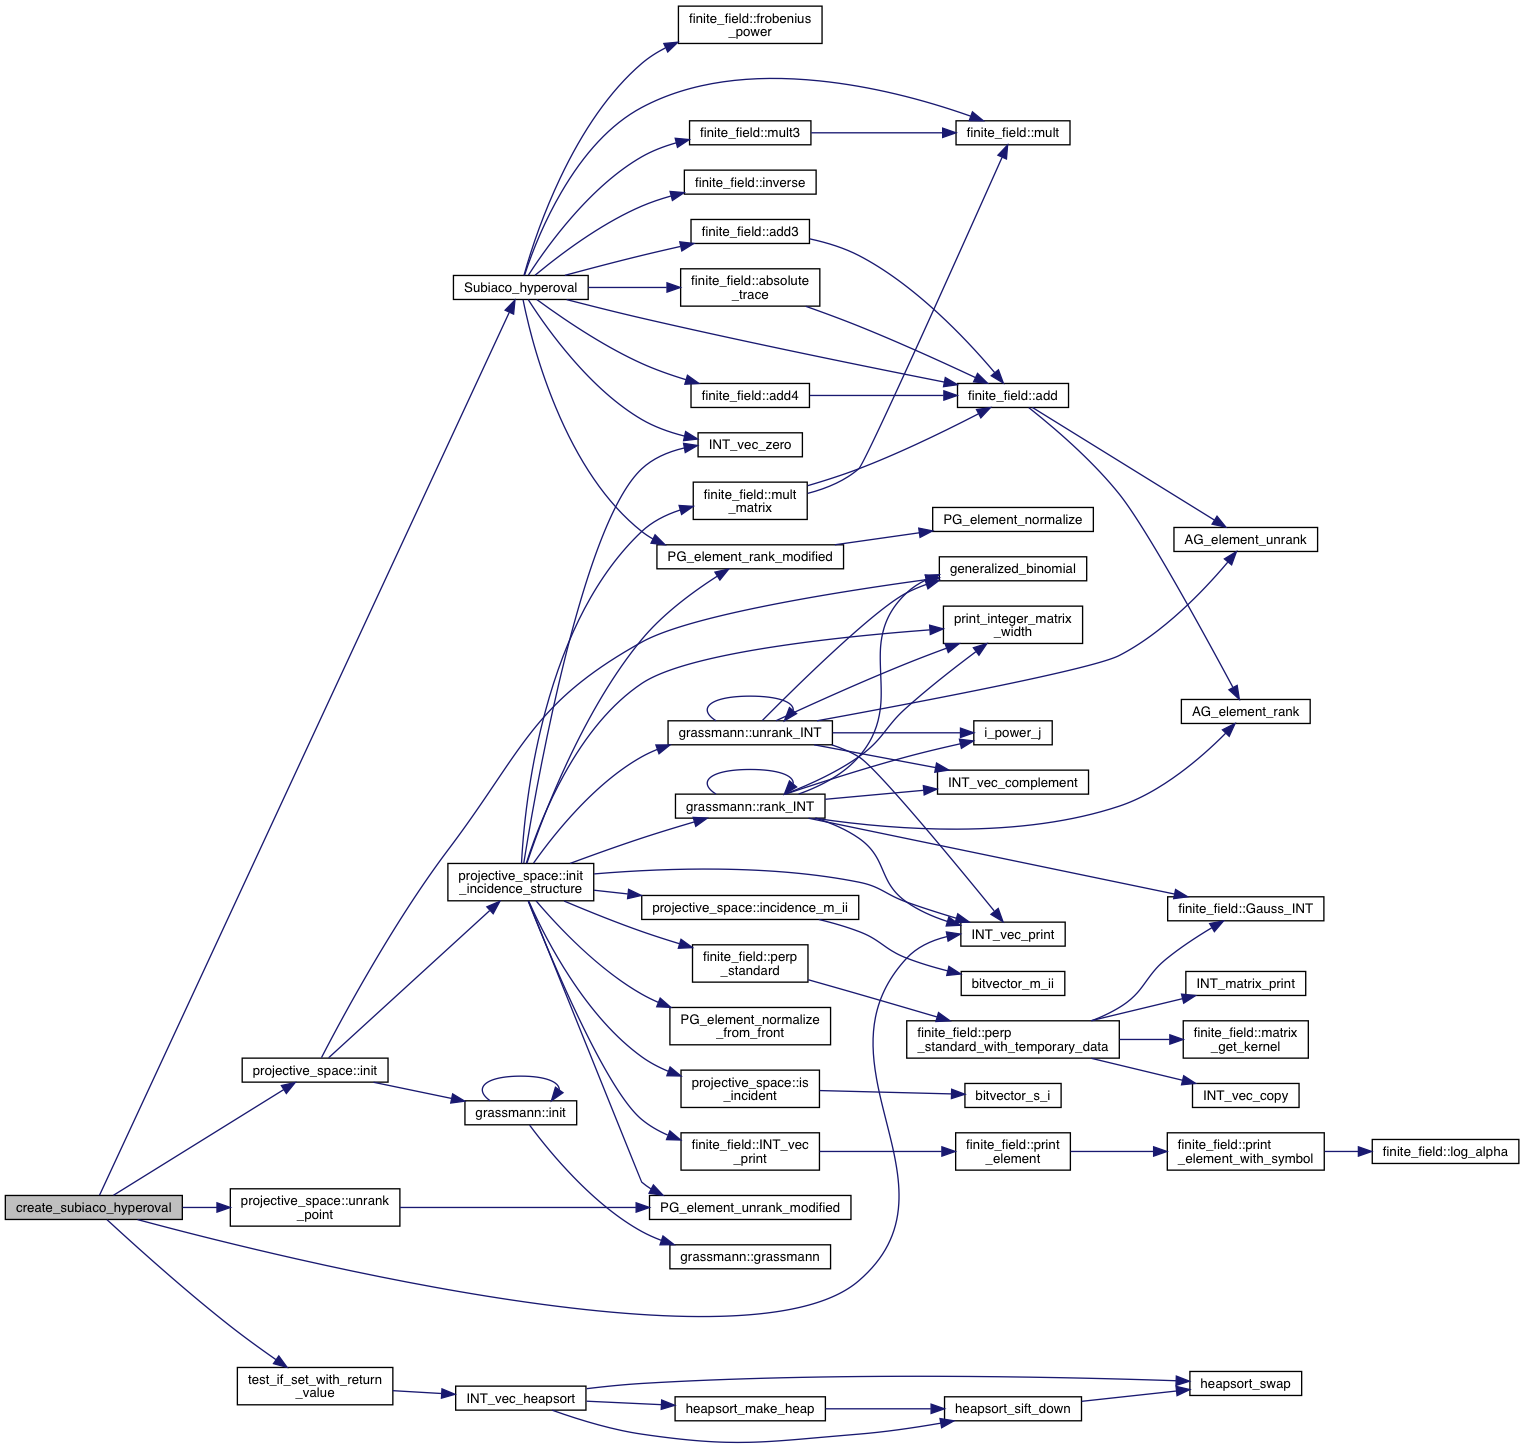 finite_field::frobenius
_power
finite_field::mult3
finite_field::mult
finite_field::inverse
finite_field::add3
Subiaco_hyperoval
finite_field::absolute
_trace
finite_field::add4
finite_field::add
INT_vec_zero
finite_field::mult
_matrix
PG_element_normalize
PG_element_rank_modified
AG_element_unrank
generalized_binomial
print_integer_matrix
_width
AG_element_rank
grassmann::unrank_INT
i_power_j
INT_vec_complement
grassmann::rank_INT
projective_space::init
_incidence_structure
projective_space::incidence_m_ii
finite_field::Gauss_INT
INT_vec_print
finite_field::perp
_standard
bitvector_m_ii
INT_matrix_print
PG_element_normalize
_from_front
finite_field::perp
_standard_with_temporary_data
finite_field::matrix
_get_kernel
projective_space::init
projective_space::is
_incident
bitvector_s_i
INT_vec_copy
grassmann::init
finite_field::INT_vec
_print
finite_field::print
_element
finite_field::print
_element_with_symbol
finite_field::log_alpha
create_subiaco_hyperoval
projective_space::unrank
_point
PG_element_unrank_modified
grassmann::grassmann
test_if_set_with_return
_value
INT_vec_heapsort
heapsort_swap
heapsort_make_heap
heapsort_sift_down